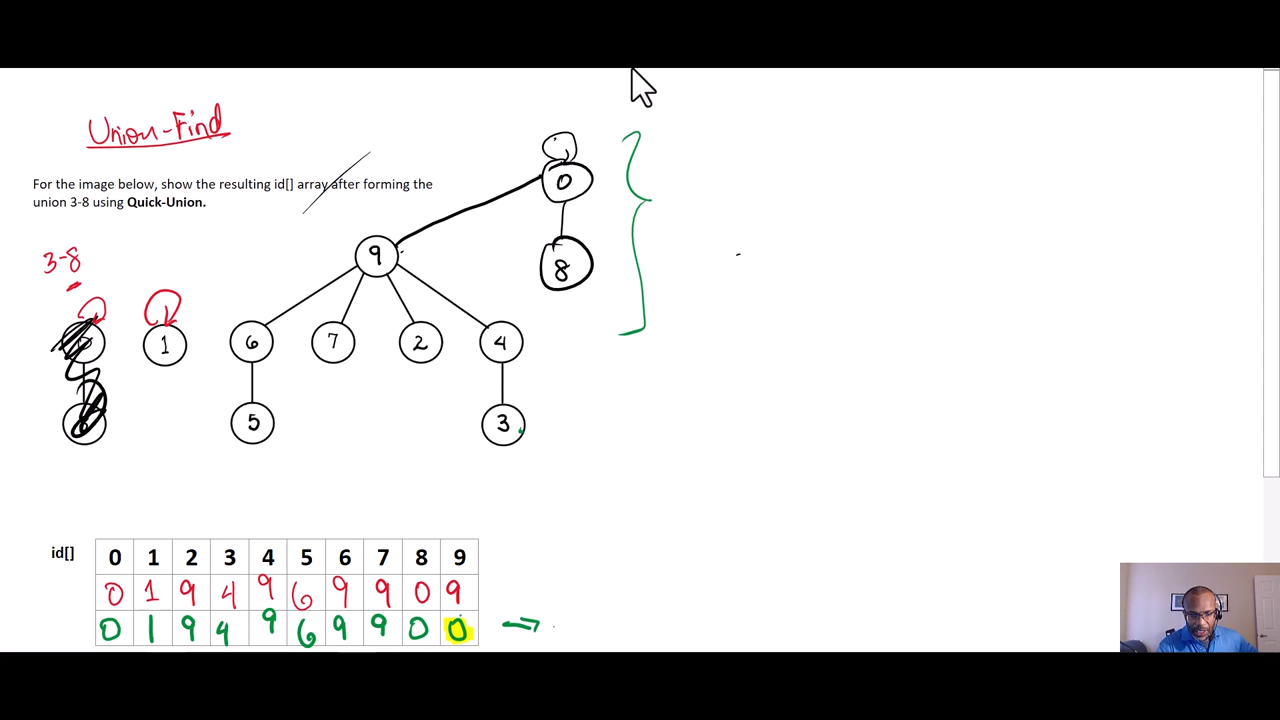 Union-Find
For the image below, show the resulting id[] array after forming the
union 3-8 using Quick-Union.
3-8
0
8
9
1
6
7
2
4
5
3
id[]
0 1 2 3 4 5 6 7 8 9
0 1 9 4 9 6 9 9 0 9
0 1 9 4 9 6 9 9 0 0